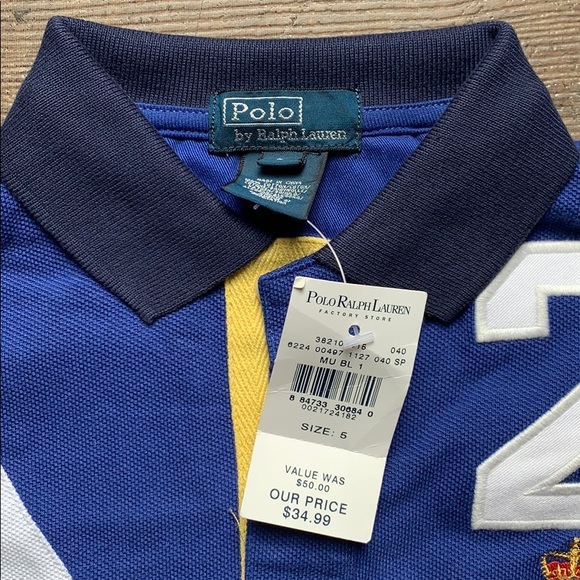 Polo
by Ralph Lauren
POLO RALPH LAUREN
FACTORY STORE
040
6224 00497 1127 040 SP
MU BL 1
8 84733 30684 0
0021724182
SIZE: 5
VALUE WAS
$50.00
OUR PRICE
$34.99
2